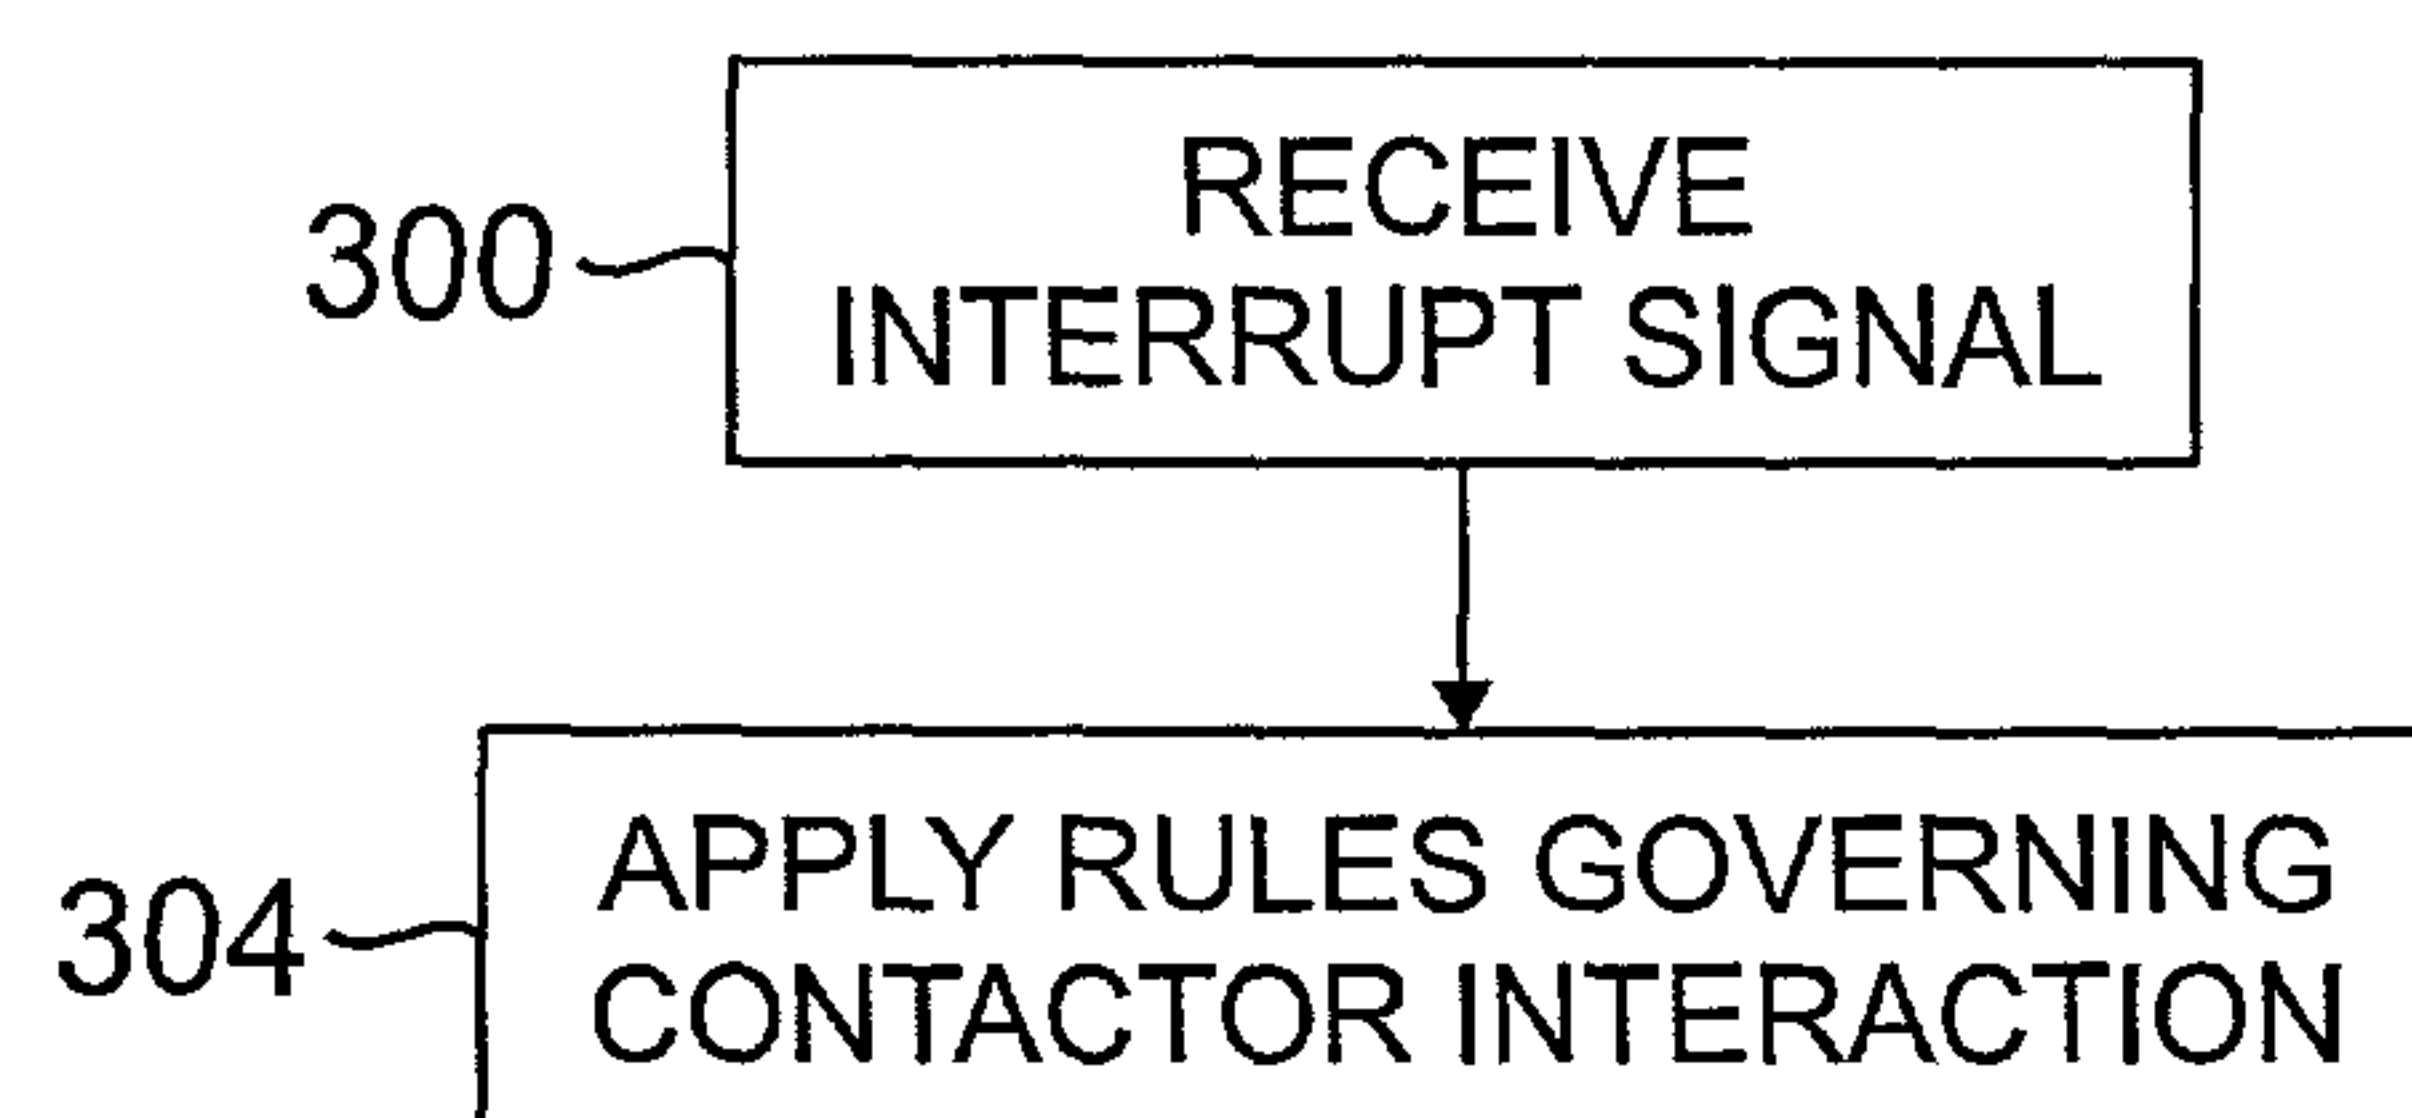 300
RECEIVE
INTERRUPT SIGNAL
304
APPLY RULES GOVERNING
CONTACTOR INTERACTION